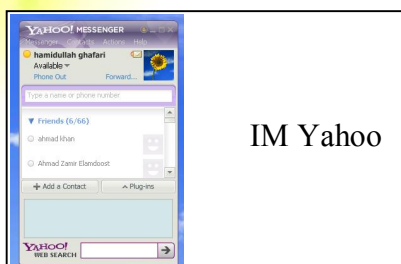 YAHOO! MESSENGER
Messenger Contacts Actions Help
hamidullah ghafari
Available
Phone Out Forward...
Type a name or phone number
Friends (6/66)
ahmad khan
Ahmad Zamir Elamdoost
+ Add a Contact
Plug-ins
YAHOO!
WEB SEARCH
IM Yahoo